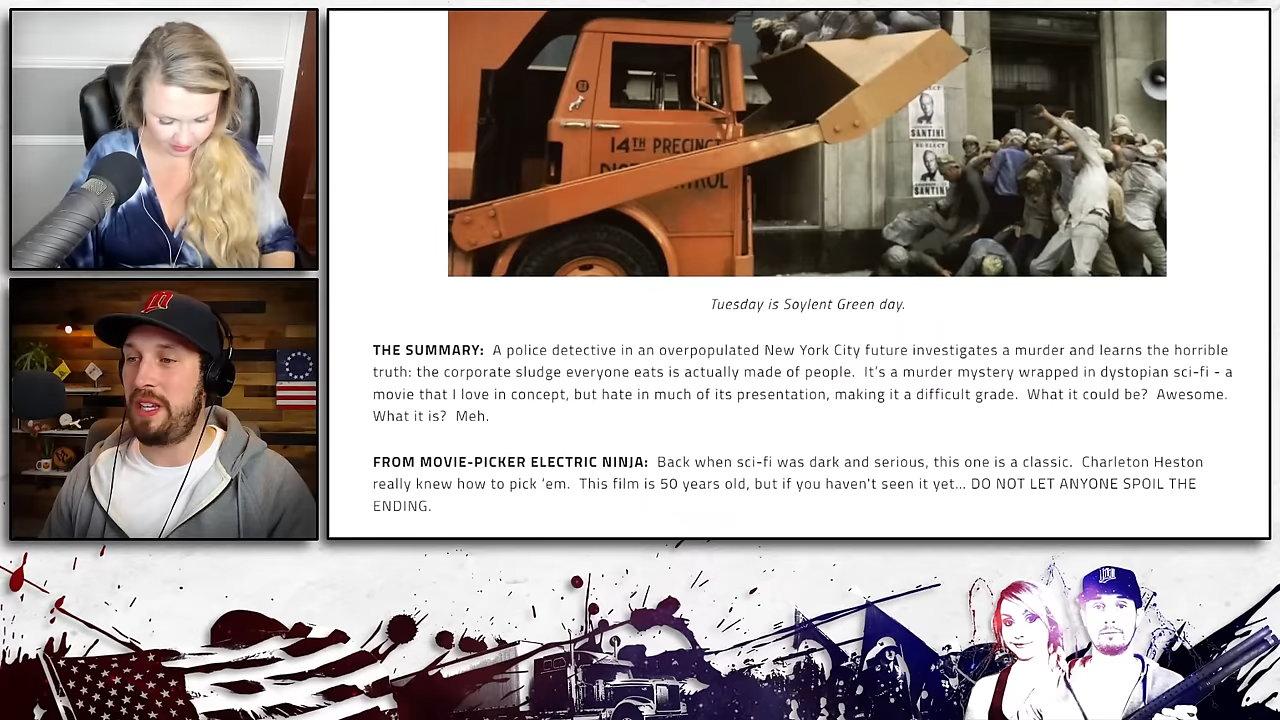 14TH PRECINCT
SANTINI
RE-ELECT
SANTINI
Tuesday is Soylent Green day.
THE SUMMARY: A police detective in an overpopulated New York City future investigates a murder and learns the horrible
truth: the corporate sludge everyone eats is actually made of people. It's a murder mystery wrapped in dystopian sci-fi - a
movie that I love in concept, but hate in much of its presentation, making it a difficult grade. What it could be? Awesome.
What it is? Meh.
FROM MOVIE-PICKER ELECTRIC NINJA: Back when sci-fi was dark and serious, this one is a classic. Charleton Heston
really knew how to pick 'em. This film is 50 years old, but if you haven't seen it yet... DO NOT LET ANYONE SPOIL THE
ENDING.